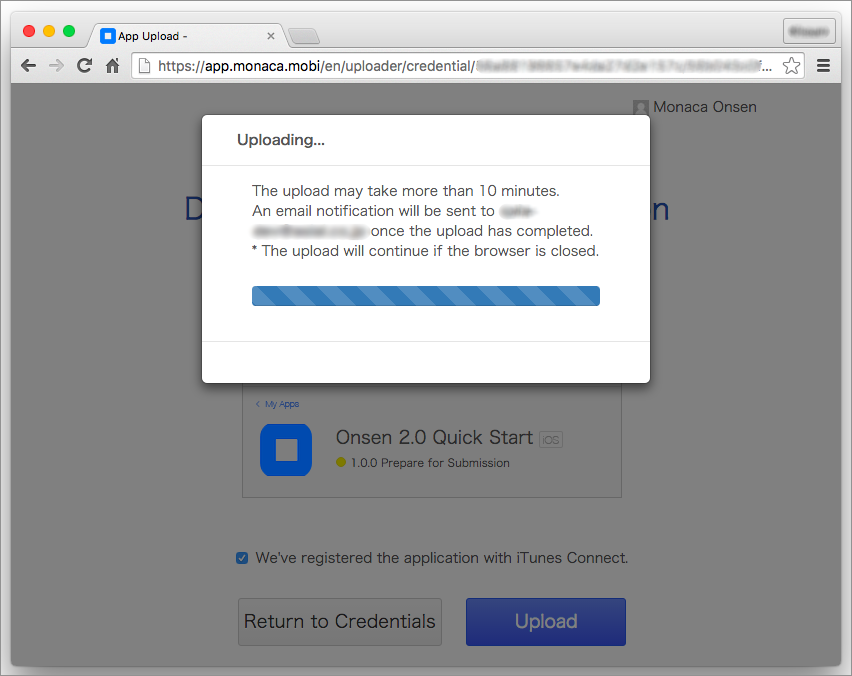 App Upload -
https://app.monaca.mobi/en/uploader/credential/
Monaca Onsen
Uploading...
The upload may take more than 10 minutes.
An email notification will be sent to
once the upload has completed.
* The upload will continue if the browser is closed.
My Apps
Onsen 2.0 Quick Start iOS
1.0.0 Prepare for Submission
We've registered the application with iTunes Connect.
Return to Credentials
Upload